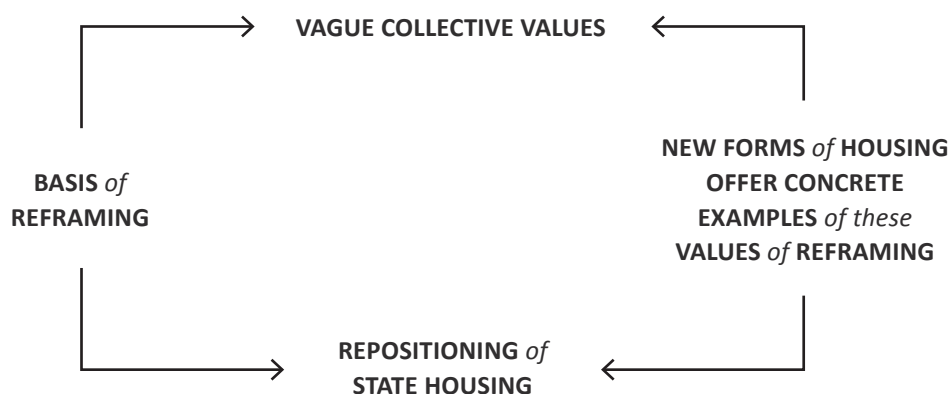 VAGUE COLLECTIVE VALUES
BASIS of
REFRAMING
NEW FORMS of HOUSING
OFFER CONCRETE
EXAMPLES of these
VALUES of REFRAMING
REPOSITIONING of
STATE HOUSING